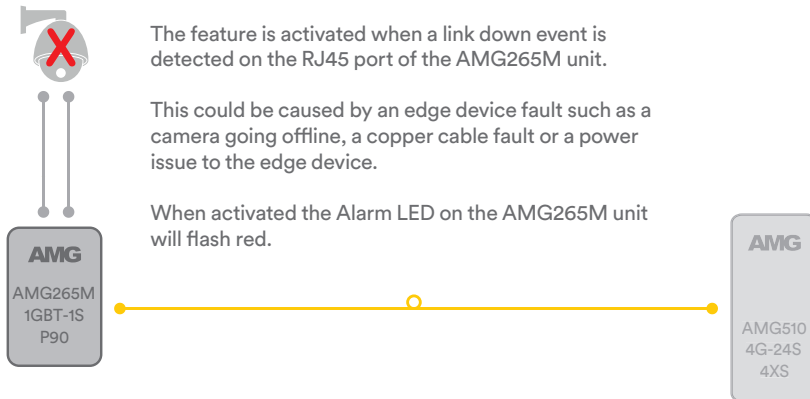 The feature is activated when a link down event is
detected on the RJ45 port of the AMG265M unit.
This could be caused by an edge device fault such as a
camera going offline, a copper cable fault or a power
issue to the edge device.
When activated the Alarm LED on the AMG265M unit
will flash red.
AMG
AMG265M
1GBT-1S
P90
AMG
AMG510
4G-24S
4XS